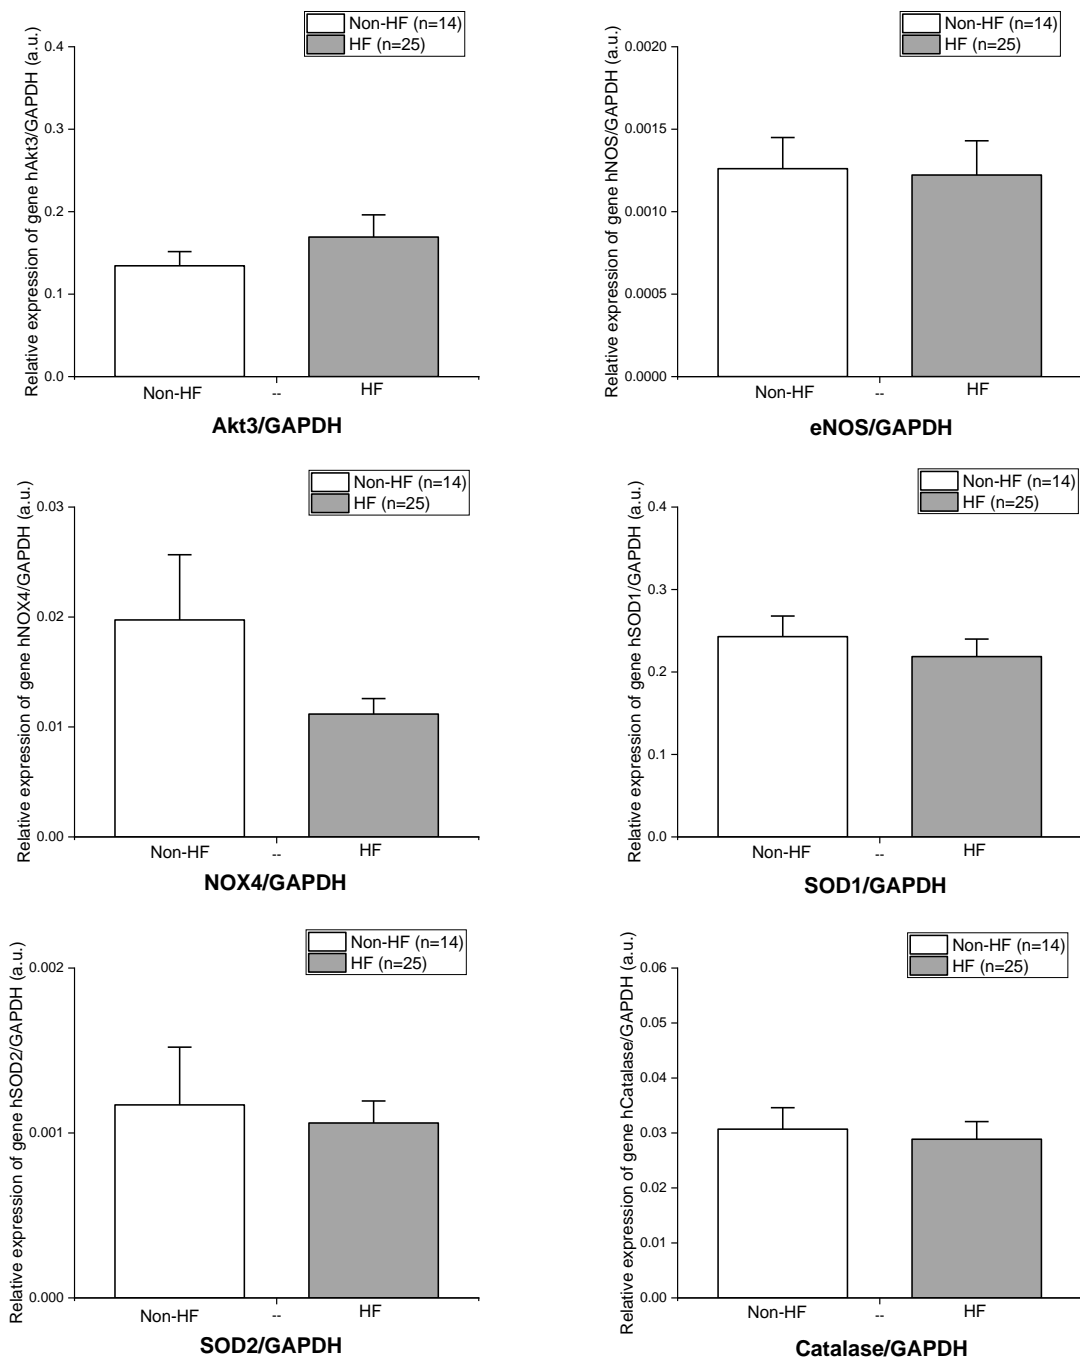 Non-HF (n=14)
HF (n=25)
Relative expression of gene hAkt3/GAPDH (a.u.)
0.4
0.3
0.2
0.1
0.0
Non-HF -- HF
Akt3/GAPDH
Non-HF (n=14)
HF (n=25)
Relative expression of gene hNOS/GAPDH (a.u.)
0.0020
0.0015
0.0010
0.0005
0.0000
Non-HF -- HF
eNOS/GAPDH
Non-HF (n=14)
HF (n=25)
Relative expression of gene hNOX4/GAPDH (a.u.)
0.03
0.02
0.01
0.00
Non-HF -- HF
NOX4/GAPDH
Non-HF (n=14)
HF (n=25)
Relative expression of gene hSOD1/GAPDH (a.u.)
0.4
0.3
0.2
0.1
0.0
Non-HF -- HF
SOD1/GAPDH
Non-HF (n=14)
HF (n=25)
Relative expression of gene hSOD2/GAPDH (a.u.)
0.002
0.001
0.000
Non-HF -- HF
SOD2/GAPDH
Non-HF (n=14)
HF (n=25)
Relative expression of gene hCatalase/GAPDH (a.u.)
0.06
0.05
0.04
0.03
0.02
0.01
0.00
Non-HF -- HF
Catalase/GAPDH